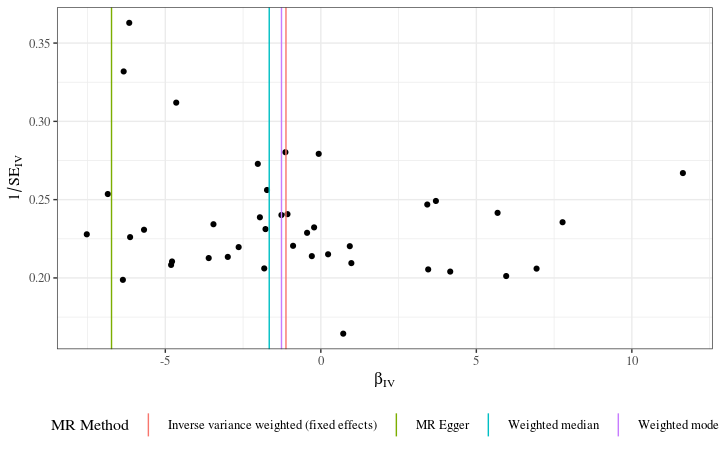 0.35
0.30
0.25
0.20
1/SE_IV
-5 0 5 10
β_IV
MR Method Inverse variance weighted (fixed effects) MR Egger Weighted median Weighted mode